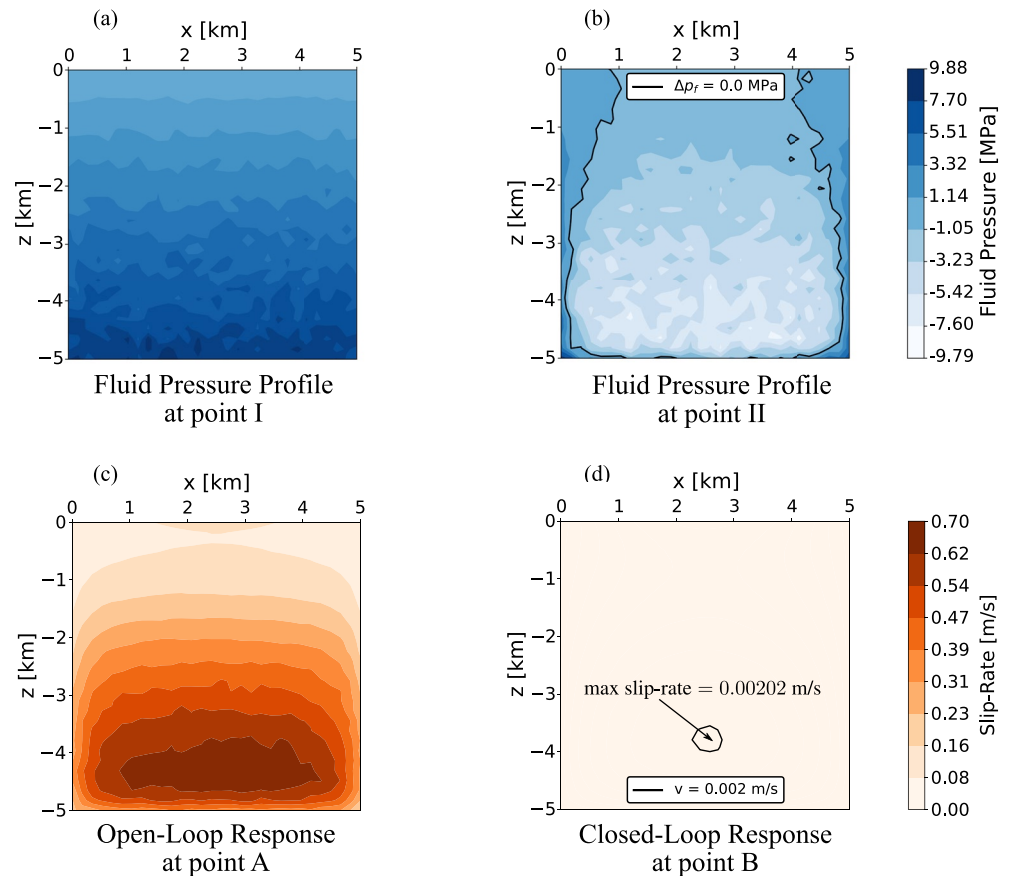 (a)
x [km]
0 1 2 3 4 5
0
−1
−2
−3
−4
−5
z [km]
Fluid Pressure Profile
at point I
(b)
x [km]
0 1 2 3 4 5
Δp_f = 0.0 MPa
0
−1
−2
−3
−4
−5
z [km]
Fluid Pressure Profile
at point II
9.88
7.70
5.51
3.32
1.14
-1.05
-3.23
-5.42
-7.60
-9.79
Fluid Pressure [MPa]
(c)
x [km]
0 1 2 3 4 5
0
−1
−2
−3
−4
−5
z [km]
Open-Loop Response
at point A
(d)
x [km]
0 1 2 3 4 5
0
−1
−2
−3
−4
−5
z [km]
max slip-rate = 0.00202 m/s
v = 0.002 m/s
Closed-Loop Response
at point B
0.70
0.62
0.54
0.47
0.39
0.31
0.23
0.16
0.08
0.00
Slip-Rate [m/s]